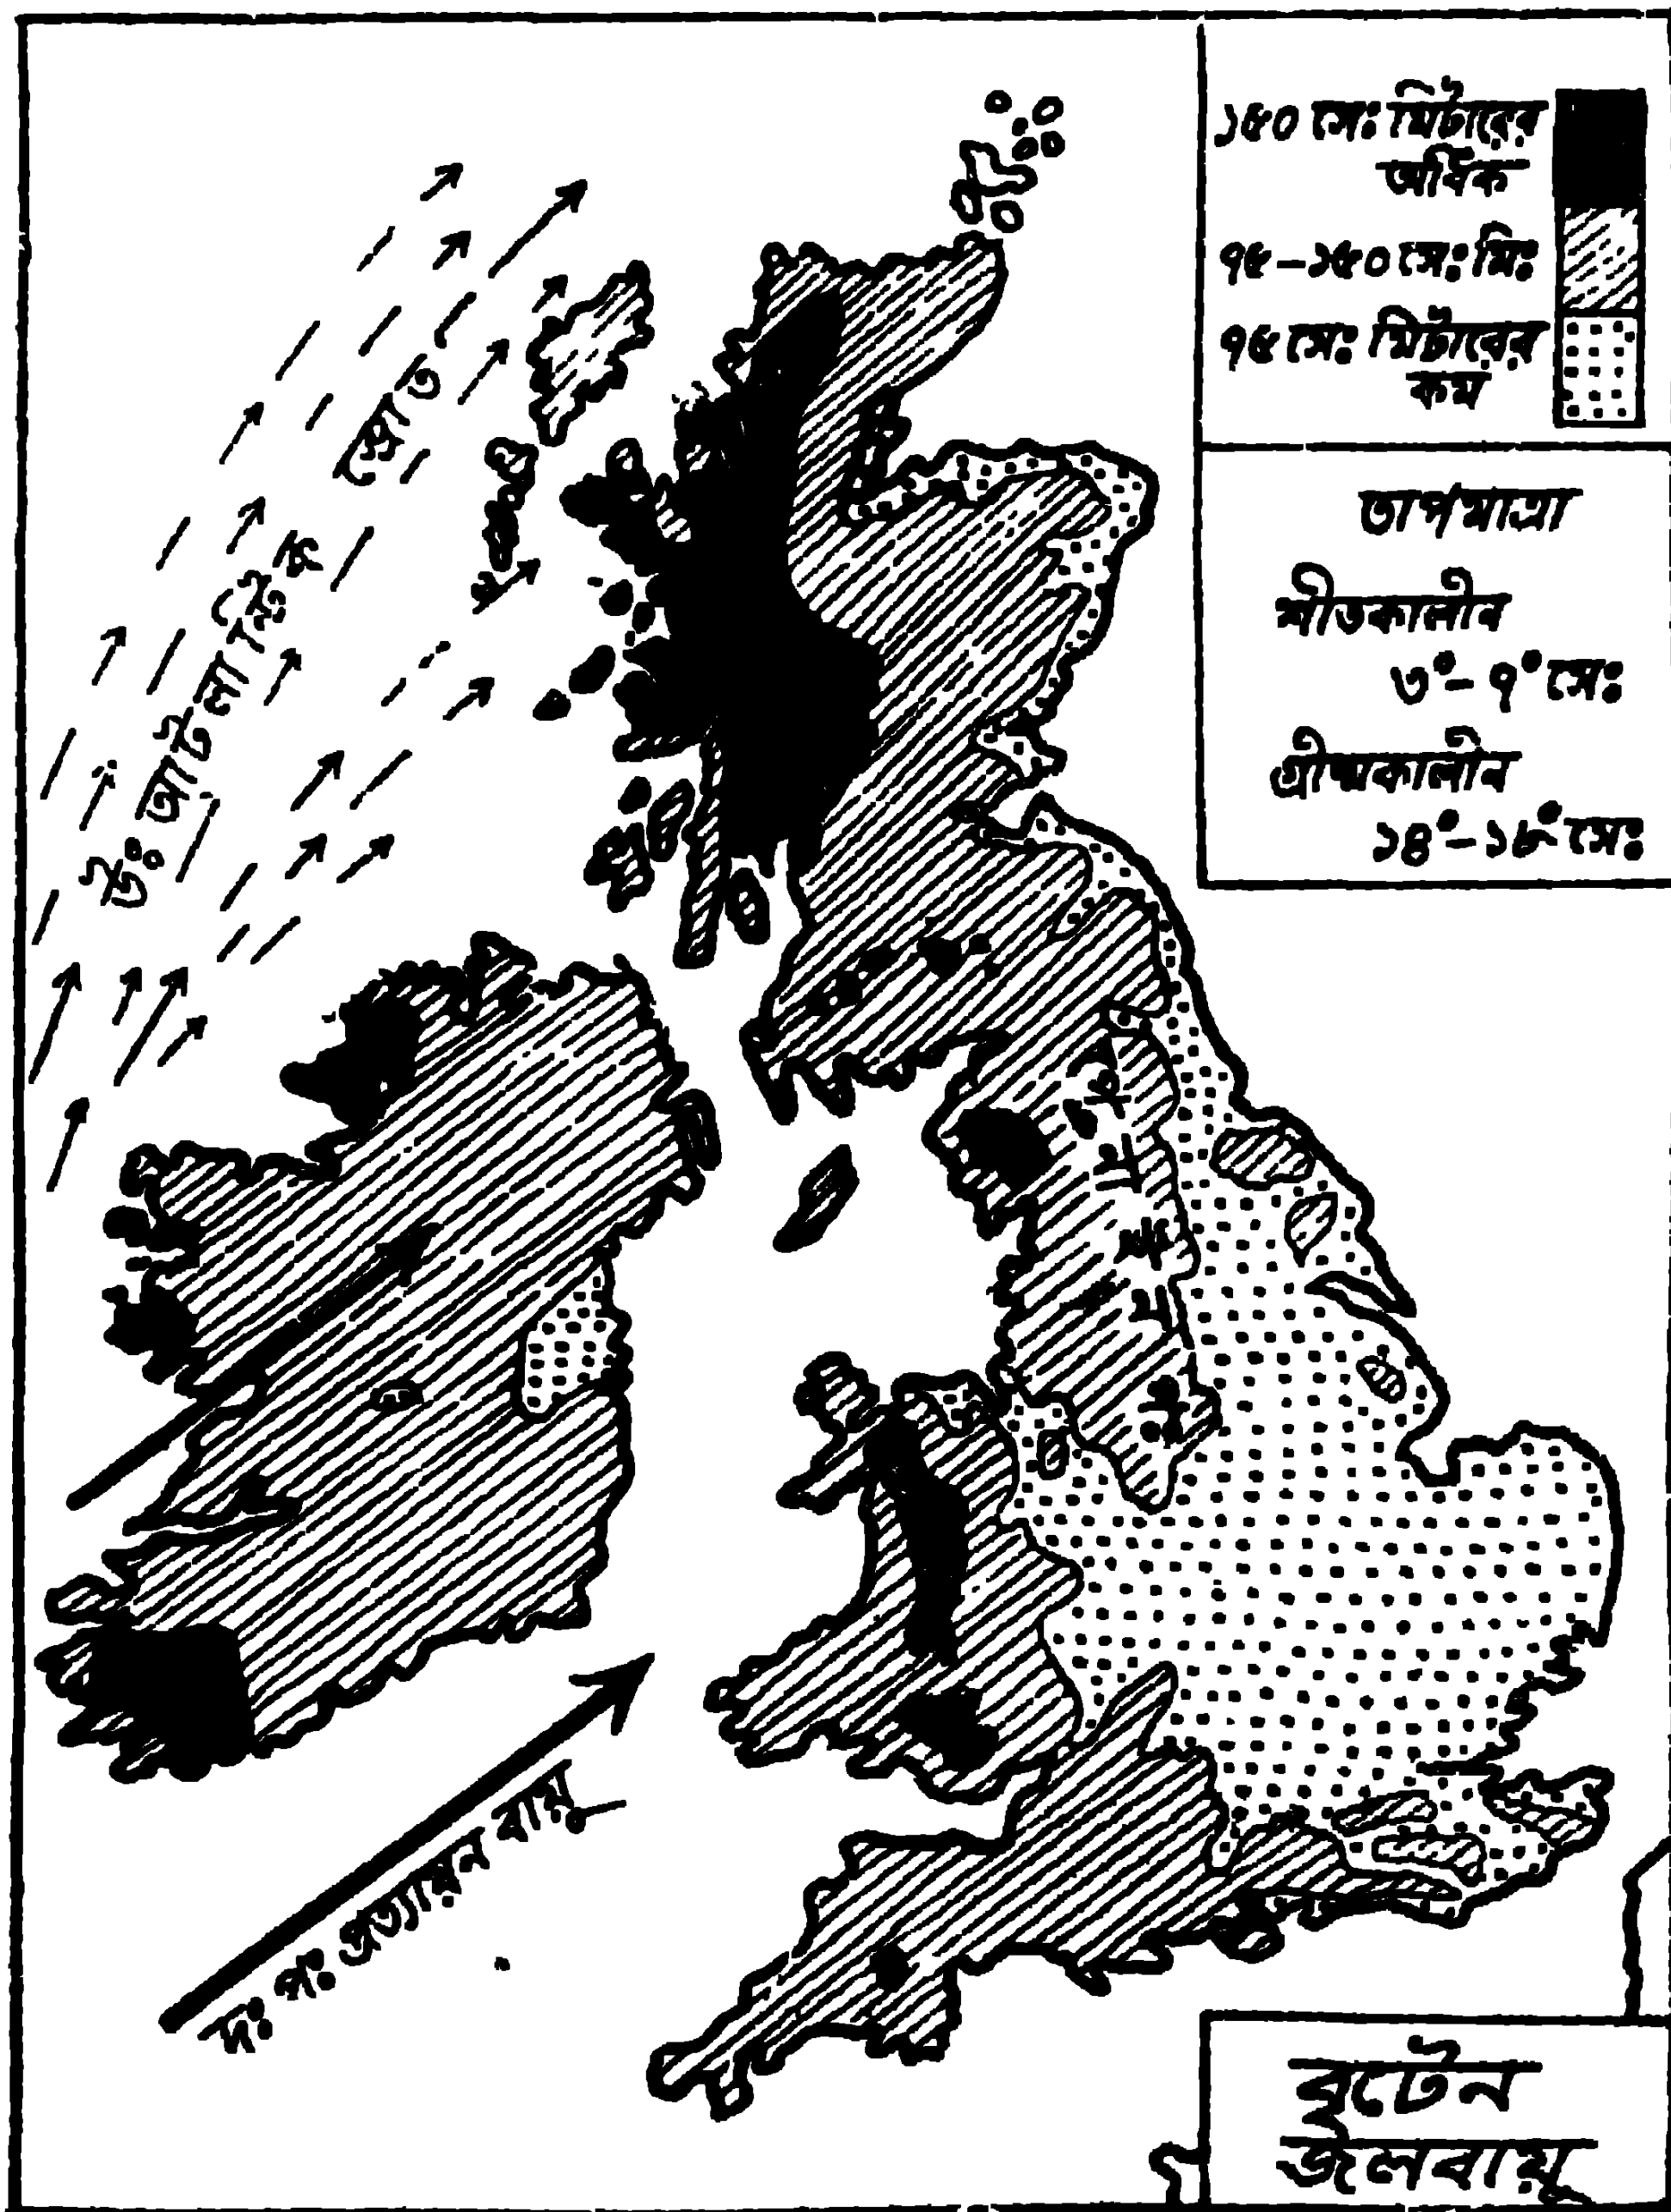 ১৫০ সেঃ মিটারের
অধিক
৭৫-১৫০ সেঃ মিঃ
৭৫ সেঃ মিটারের
কম
তাপমাত্রা
শীতকালীন
৩°-৭° সেঃ
গ্রীষ্মকালীন
১৪°-১৮° সেঃ
উঃ আটলান্টিক স্রোত
দঃ পঃ প্রত্যায়ন বায়ু
বৃটেন
জলবায়ু